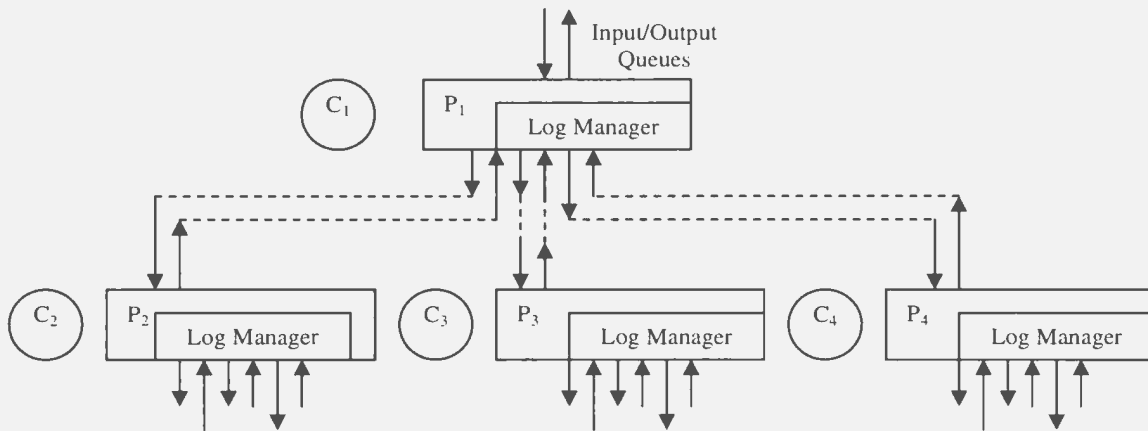 Input/Output
Queues
C₁
P₁
Log Manager
C₂
P₂
Log Manager
C₃
P₃
Log Manager
C₄
P₄
Log Manager